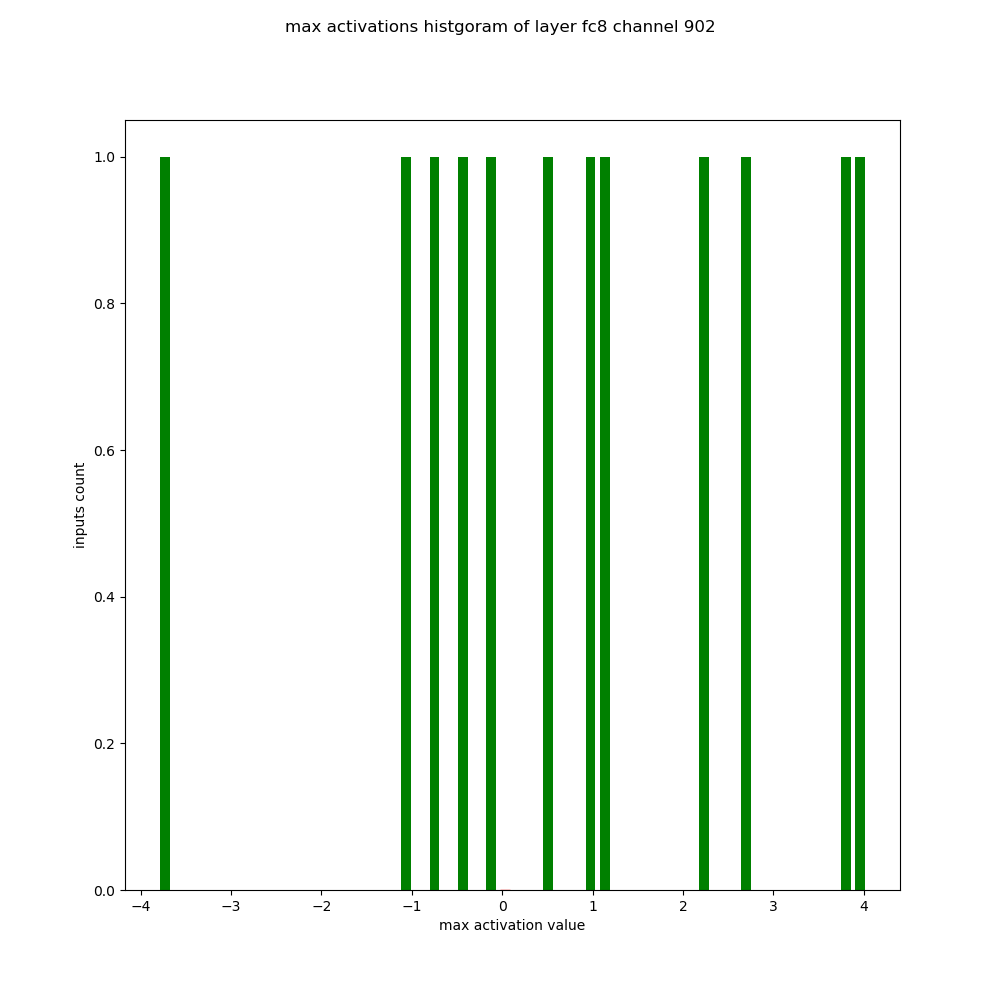 max activations histgoram of layer fc8 channel 902
1.0
0.8
0.6
0.4
0.2
0.0
inputs count
−4 −3 −2 −1 0 1 2 3 4
max activation value